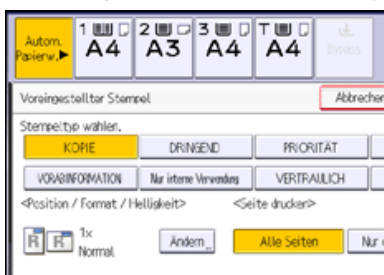 Autom. Papierw.▶ 1 A4 2 A3 3 A4 T A4 Bypass
Voreingestellter Stempel Abbrechen
Stempeltyp wählen.
KOPIE DRINGEND PRIORITÄT
VORABINFORMATION Nur interne Verwendung VERTRAULICH
<Position / Format / Helligkeit> <Seite drucken>
R R 1x Normal Ändern Alle Seiten Nur